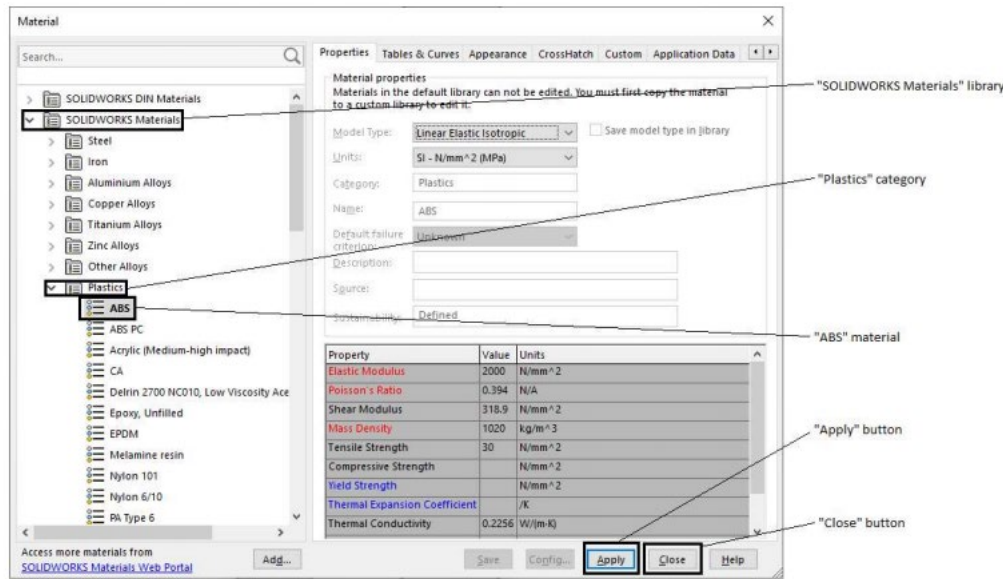 Material
Search...
SOLIDWORKS DIN Materials
SOLIDWORKS Materials
Steel
Iron
Aluminium Alloys
Copper Alloys
Titanium Alloys
Zinc Alloys
Other Alloys
Plastics
ABS
ABS PC
Acrylic (Medium-high impact)
CA
Delrin 2700 NC010, Low Viscosity Ace
Epoxy, Unfilled
EPDM
Melamine resin
Nylon 101
Nylon 6/10
PA Type 6
Access more materials from
SOLIDWORKS Materials Web Portal
Add...
Properties Tables & Curves Appearance CrossHatch Custom Application Data
Material properties
Materials in the default library can not be edited. You must first copy the material
to a custom library to edit it.
Model Type: Linear Elastic Isotropic Save model type in library
Units: SI - N/mm^2 (MPa)
Category: Plastics
Name: ABS
Default failure
criterion: Unknown
Description:
Source:
Sustainability: Defined
Property Value Units
Elastic Modulus 2000 N/mm^2
Poisson's Ratio 0.394 N/A
Shear Modulus 318.9 N/mm^2
Mass Density 1020 kg/m^3
Tensile Strength 30 N/mm^2
Compressive Strength N/mm^2
Yield Strength N/mm^2
Thermal Expansion Coefficient /K
Thermal Conductivity 0.2256 W/(m·K)
Save Config... Apply Close Help
"SOLIDWORKS Materials" library
"Plastics" category
"ABS" material
"Apply" button
"Close" button